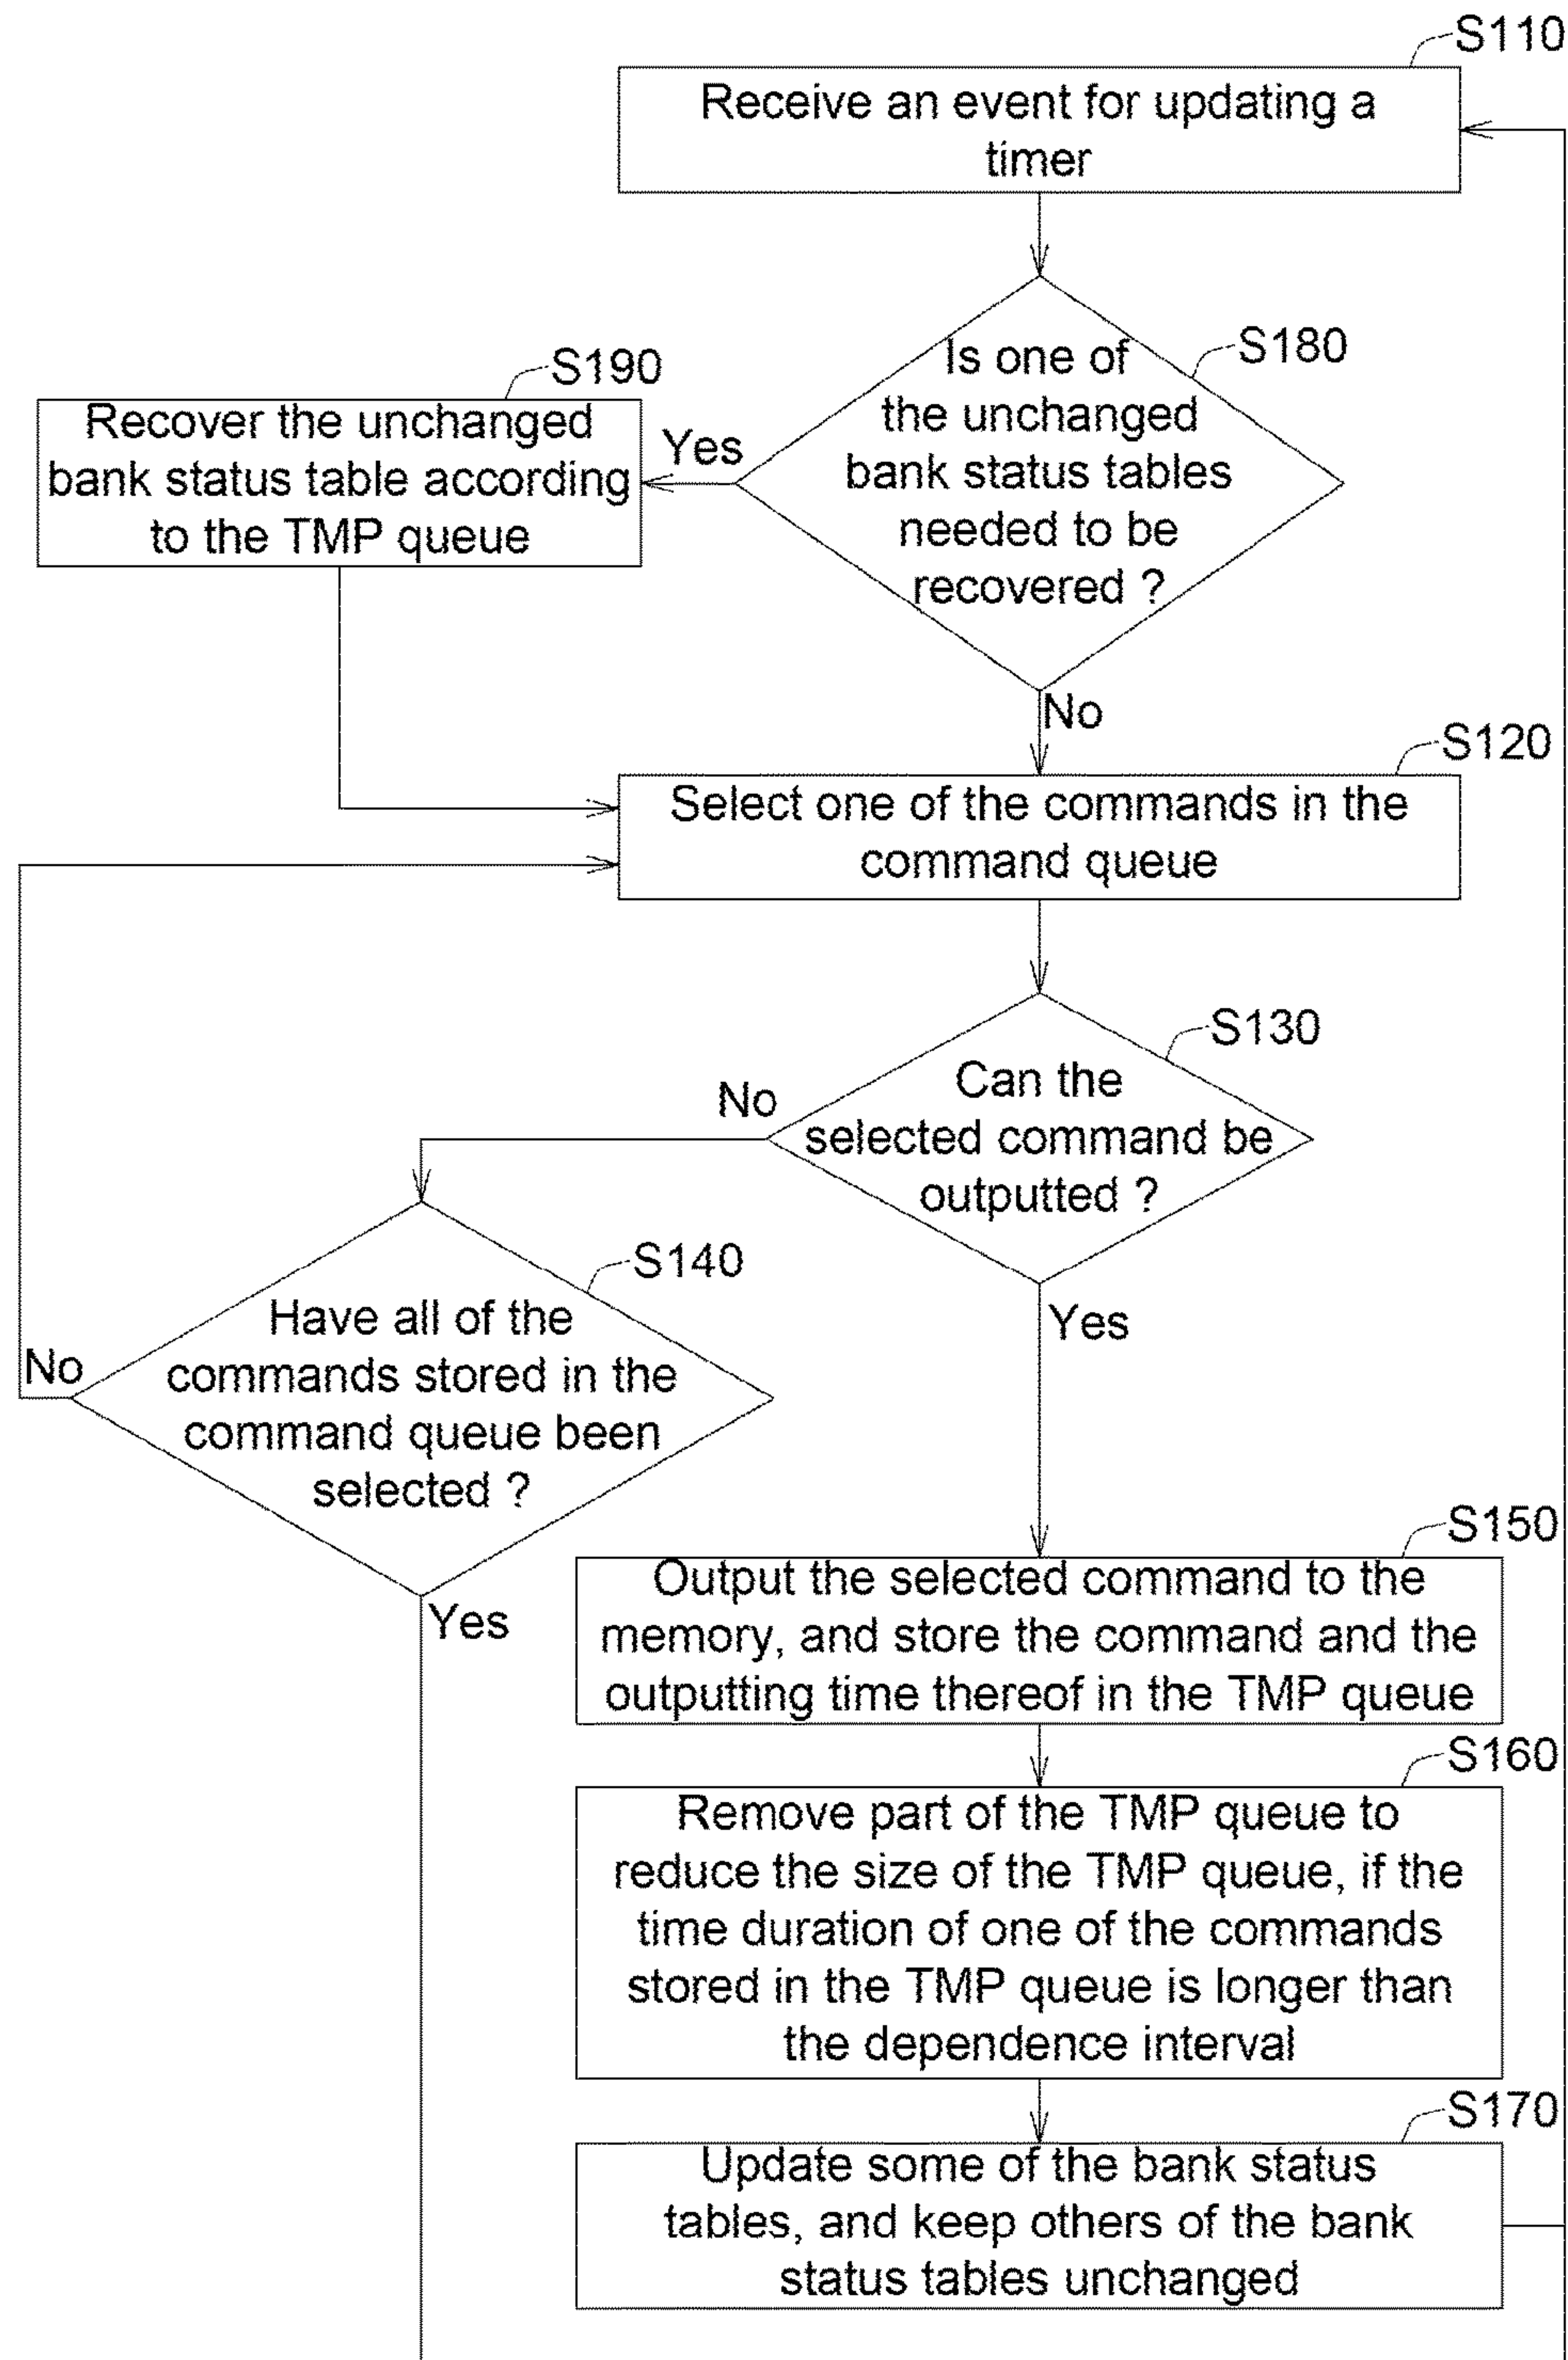 S110
Receive an event for updating a
timer
S180
Is one of
the unchanged
bank status tables
needed to be
recovered ?
S190
Recover the unchanged
bank status table according
to the TMP queue
Yes
No
S120
Select one of the commands in the
command queue
S130
Can the
selected command be
outputted ?
No
S140
Have all of the
commands stored in the
command queue been
selected ?
No
Yes
Yes
S150
Output the selected command to the
memory, and store the command and the
outputting time thereof in the TMP queue
S160
Remove part of the TMP queue to
reduce the size of the TMP queue, if the
time duration of one of the commands
stored in the TMP queue is longer than
the dependence interval
S170
Update some of the bank status
tables, and keep others of the bank
status tables unchanged